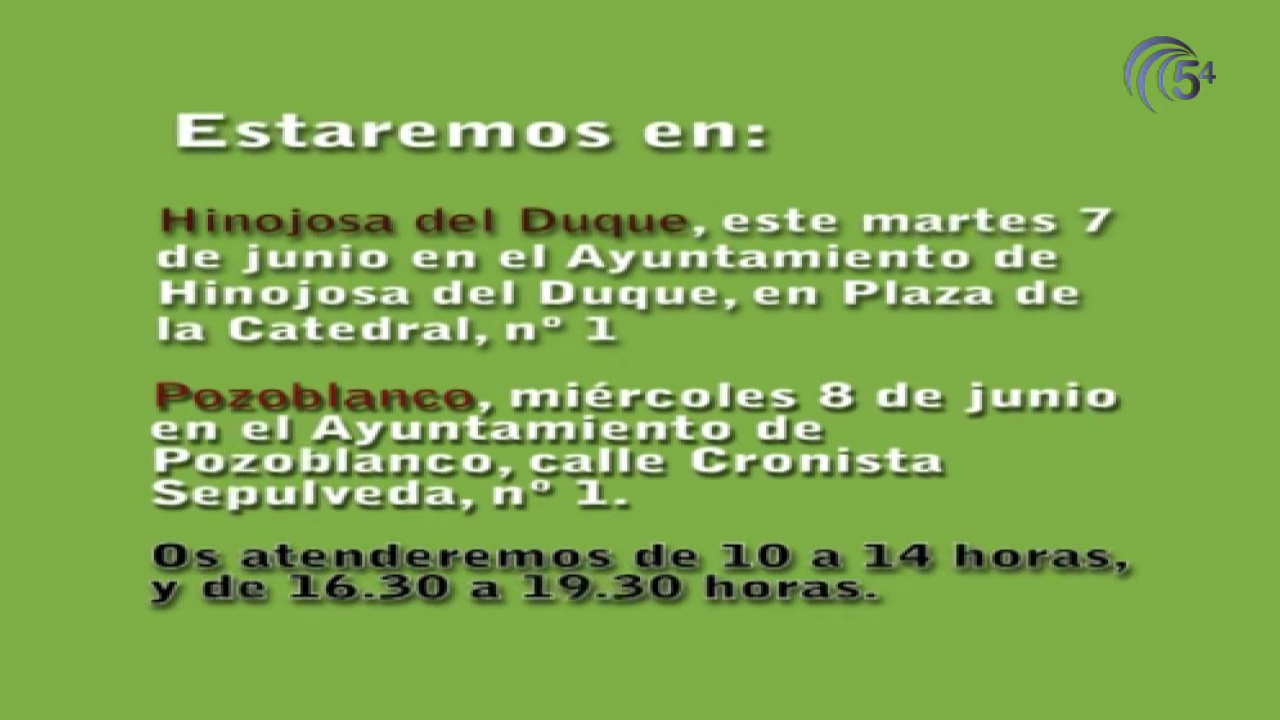 54
Estaremos en:
Hinojosa del Duque, este martes 7
de junio en el Ayuntamiento de
Hinojosa del Duque, en Plaza de
la Catedral, nº 1
Pozoblanco, miércoles 8 de junio
en el Ayuntamiento de
Pozoblanco, calle Cronista
Sepulveda, nº 1.
Os atenderemos de 10 a 14 horas,
y de 16.30 a 19.30 horas.